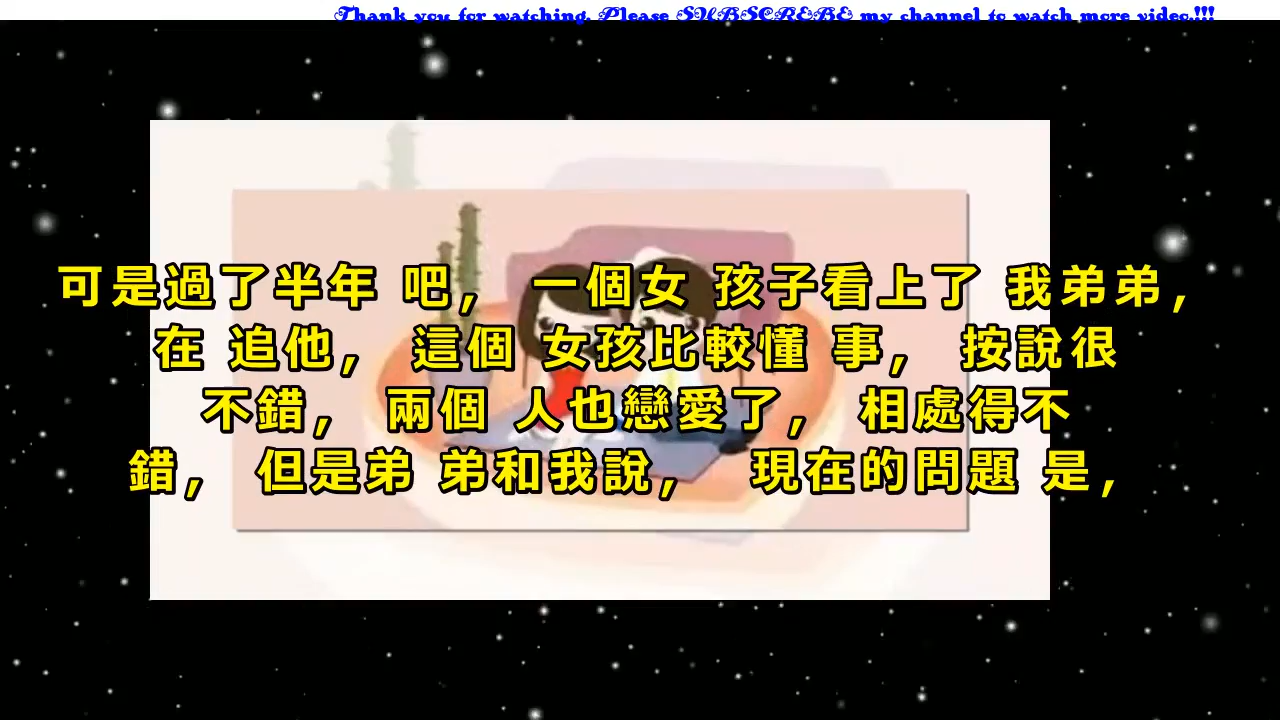 Thank you for watching. Please SUBSCREBE my channel to watch more video.!!!
可是過了半年 吧， 一個女 孩子看上了 我弟弟，
在 追他， 這個 女孩比較懂 事， 按說很
不錯， 兩個 人也戀愛了， 相處得不
錯， 但是弟 弟和我說， 現在的問題 是，